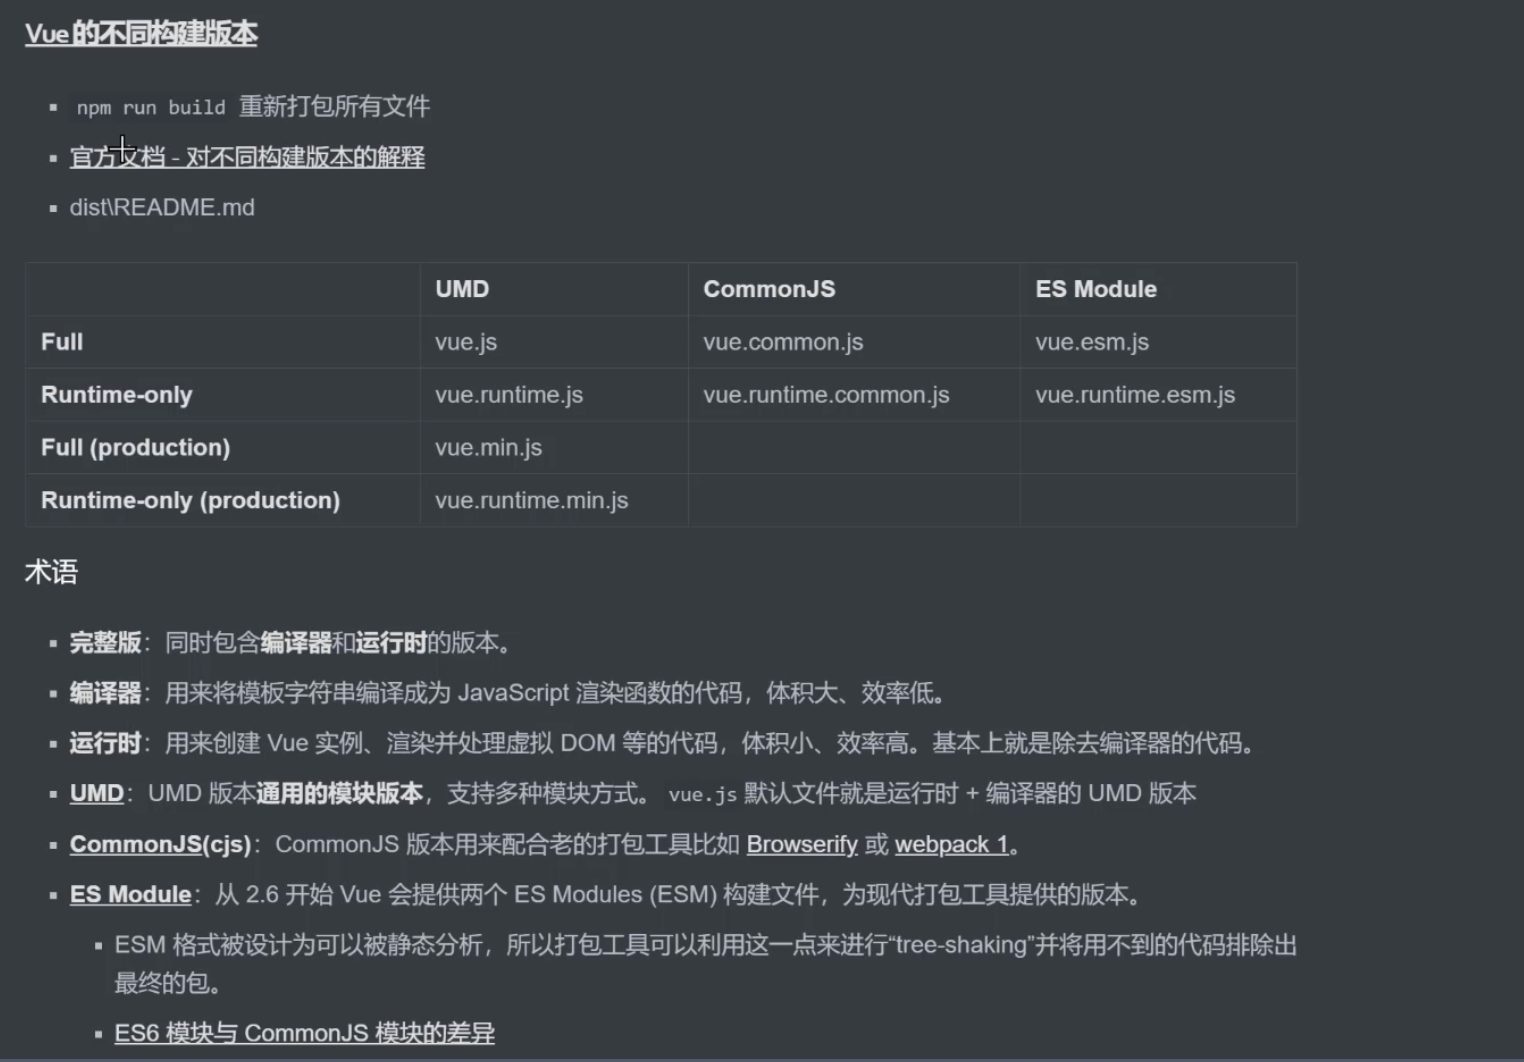 Vue 的不同构建版本
npm run build 重新打包所有文件
官方文档 - 对不同构建版本的解释
dist\README.md
UMD CommonJS ES Module
Full vue.js vue.common.js vue.esm.js
Runtime-only vue.runtime.js vue.runtime.common.js vue.runtime.esm.js
Full (production) vue.min.js
Runtime-only (production) vue.runtime.min.js
术语
完整版：同时包含编译器和运行时的版本。
编译器：用来将模板字符串编译成为 JavaScript 渲染函数的代码，体积大、效率低。
运行时：用来创建 Vue 实例、渲染并处理虚拟 DOM 等的代码，体积小、效率高。基本上就是除去编译器的代码。
UMD：UMD 版本通用的模块版本，支持多种模块方式。 vue.js 默认文件就是运行时 + 编译器的 UMD 版本
CommonJS(cjs)：CommonJS 版本用来配合老的打包工具比如 Browserify 或 webpack 1。
ES Module：从 2.6 开始 Vue 会提供两个 ES Modules (ESM) 构建文件，为现代打包工具提供的版本。
ESM 格式被设计为可以被静态分析，所以打包工具可以利用这一点来进行“tree-shaking”并将用不到的代码排除出
最终的包。
ES6 模块与 CommonJS 模块的差异